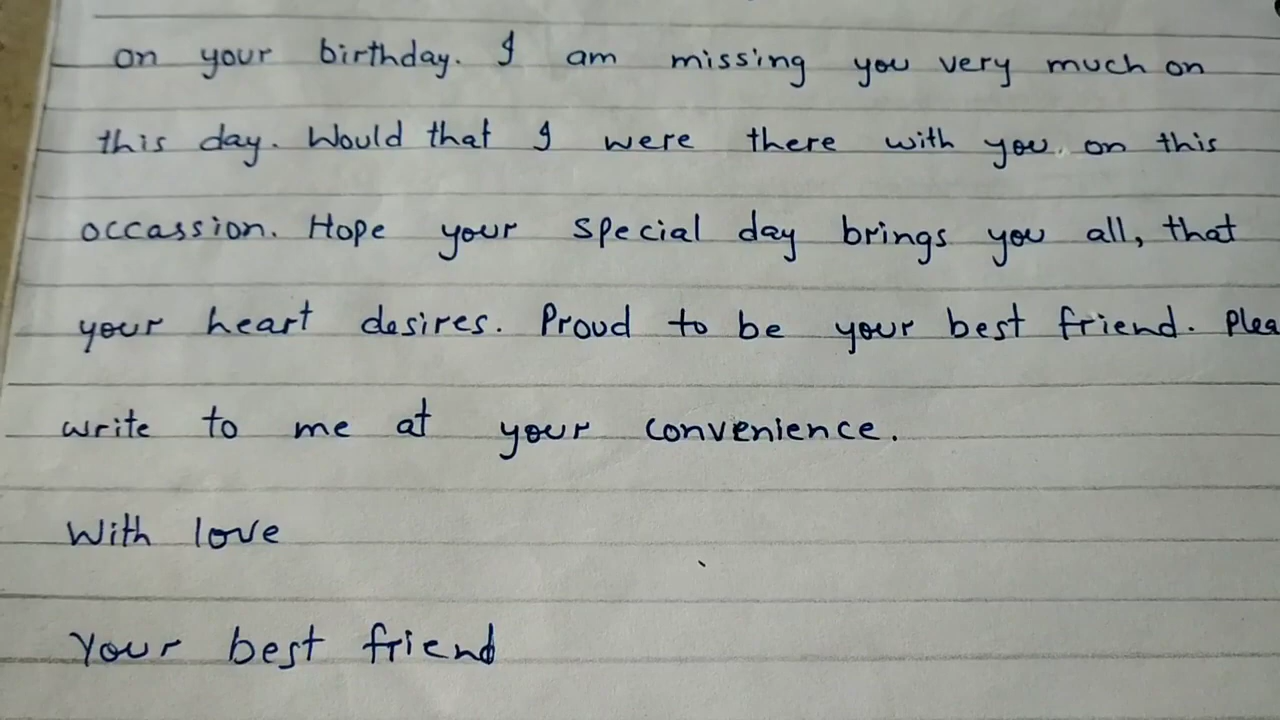 on your birthday. I am missing you very much on
this day. Would that I were there with you on this
occassion. Hope your special day brings you all, that
your heart desires. Proud to be your best friend. Plea
write to me at your convenience.
With love
Your best friend